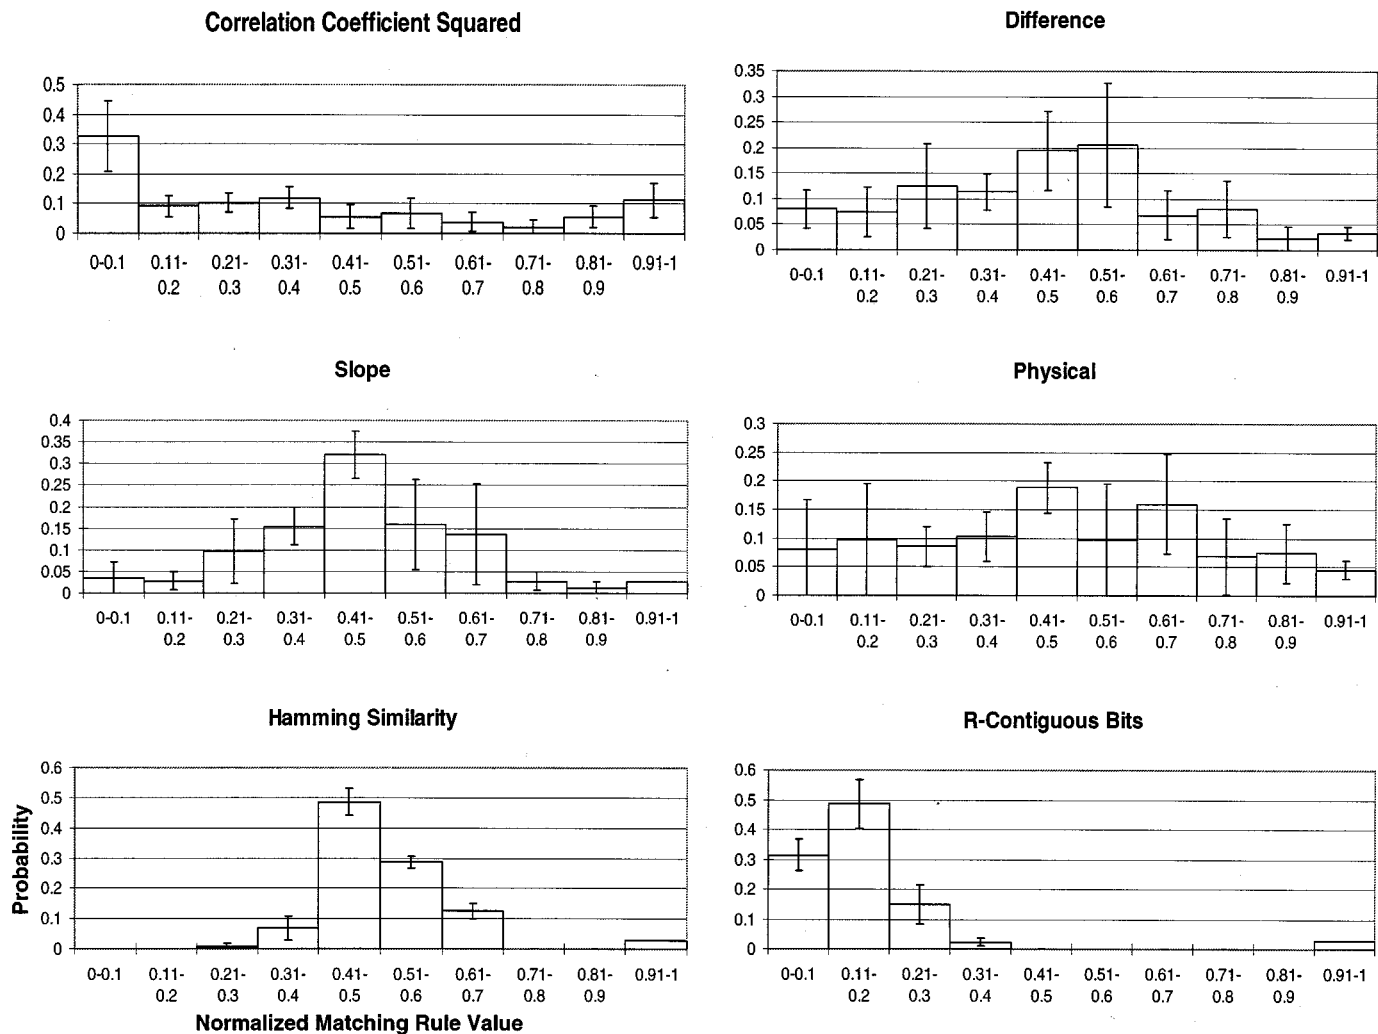 Correlation Coefficient Squared
0.5
0.4
0.3
0.2
0.1
0
0-0.1 0.11- 0.21- 0.31- 0.41- 0.51- 0.61- 0.71- 0.81- 0.91-1
0.2 0.3 0.4 0.5 0.6 0.7 0.8 0.9
Difference
0.35
0.3
0.25
0.2
0.15
0.1
0.05
0
0-0.1 0.11- 0.21- 0.31- 0.41- 0.51- 0.61- 0.71- 0.81- 0.91-1
0.2 0.3 0.4 0.5 0.6 0.7 0.8 0.9
Slope
0.4
0.35
0.3
0.25
0.2
0.15
0.1
0.05
0
0-0.1 0.11- 0.21- 0.31- 0.41- 0.51- 0.61- 0.71- 0.81- 0.91-1
0.2 0.3 0.4 0.5 0.6 0.7 0.8 0.9
Physical
0.3
0.25
0.2
0.15
0.1
0.05
0
0-0.1 0.11- 0.21- 0.31- 0.41- 0.51- 0.61- 0.71- 0.81- 0.91-1
0.2 0.3 0.4 0.5 0.6 0.7 0.8 0.9
Hamming Similarity
Probability
0.6
0.5
0.4
0.3
0.2
0.1
0
0-0.1 0.11- 0.21- 0.31- 0.41- 0.51- 0.61- 0.71- 0.81- 0.91-1
0.2 0.3 0.4 0.5 0.6 0.7 0.8 0.9
Normalized Matching Rule Value
R-Contiguous Bits
0.6
0.5
0.4
0.3
0.2
0.1
0
0-0.1 0.11- 0.21- 0.31- 0.41- 0.51- 0.61- 0.71- 0.81- 0.91-1
0.2 0.3 0.4 0.5 0.6 0.7 0.8 0.9